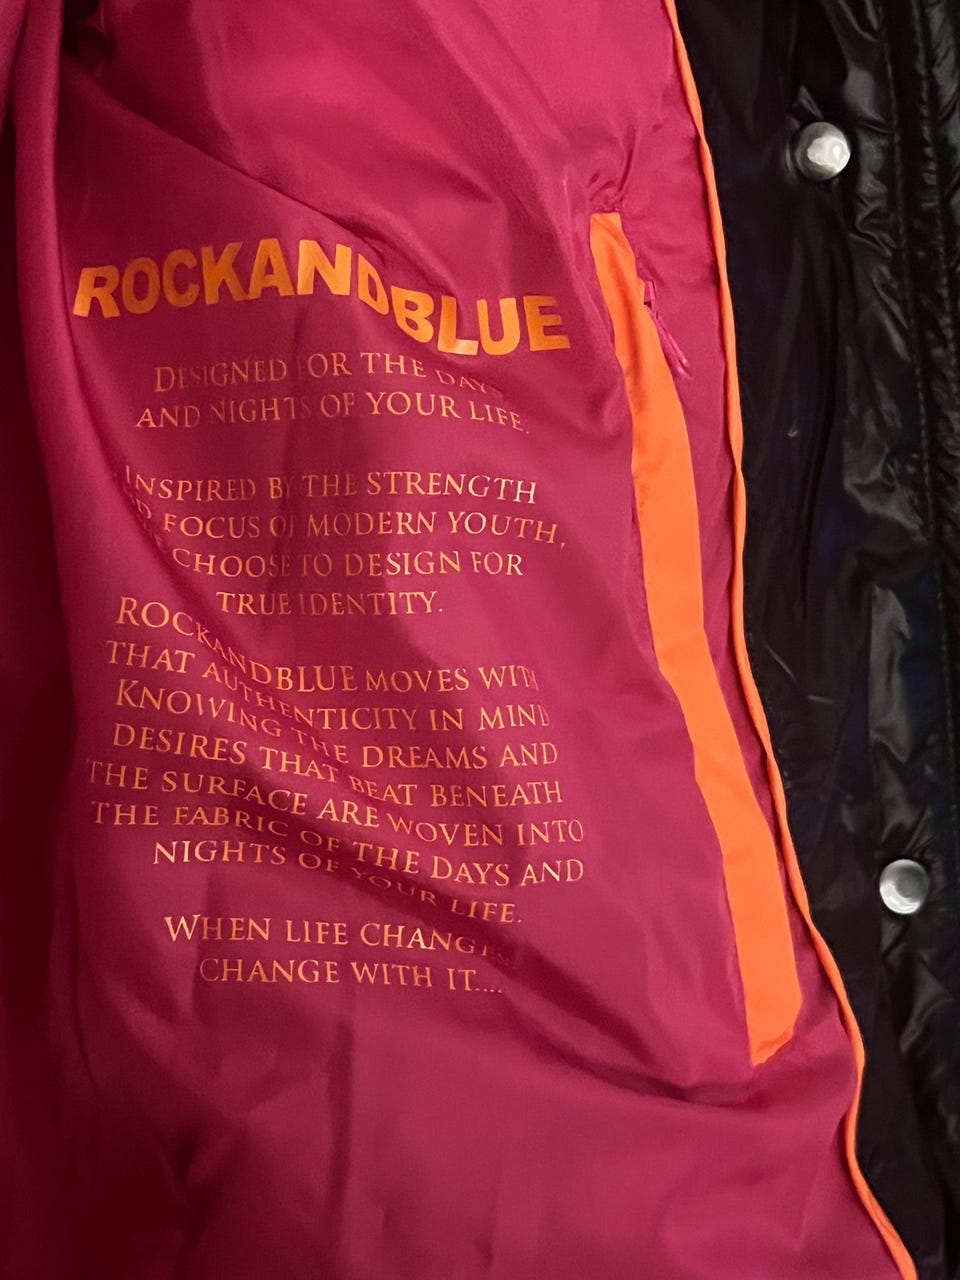 ROCKANDBLUE
DESIGNED FOR THE DAYS
AND NIGHTS OF YOUR LIFE.
INSPIRED BY THE STRENGTH
FOCUS OF MODERN YOUTH,
CHOOSE TO DESIGN FOR
TRUE IDENTITY.
ROCKANDBLUE MOVES WITH
THAT AUTHENTICITY IN MIND
KNOWING THE DREAMS AND
DESIRES THAT BEAT BENEATH
THE SURFACE ARE WOVEN INTO
THE FABRIC OF THE DAYS AND
NIGHTS OF YOUR LIFE.
WHEN LIFE
CHANGE WITH IT....